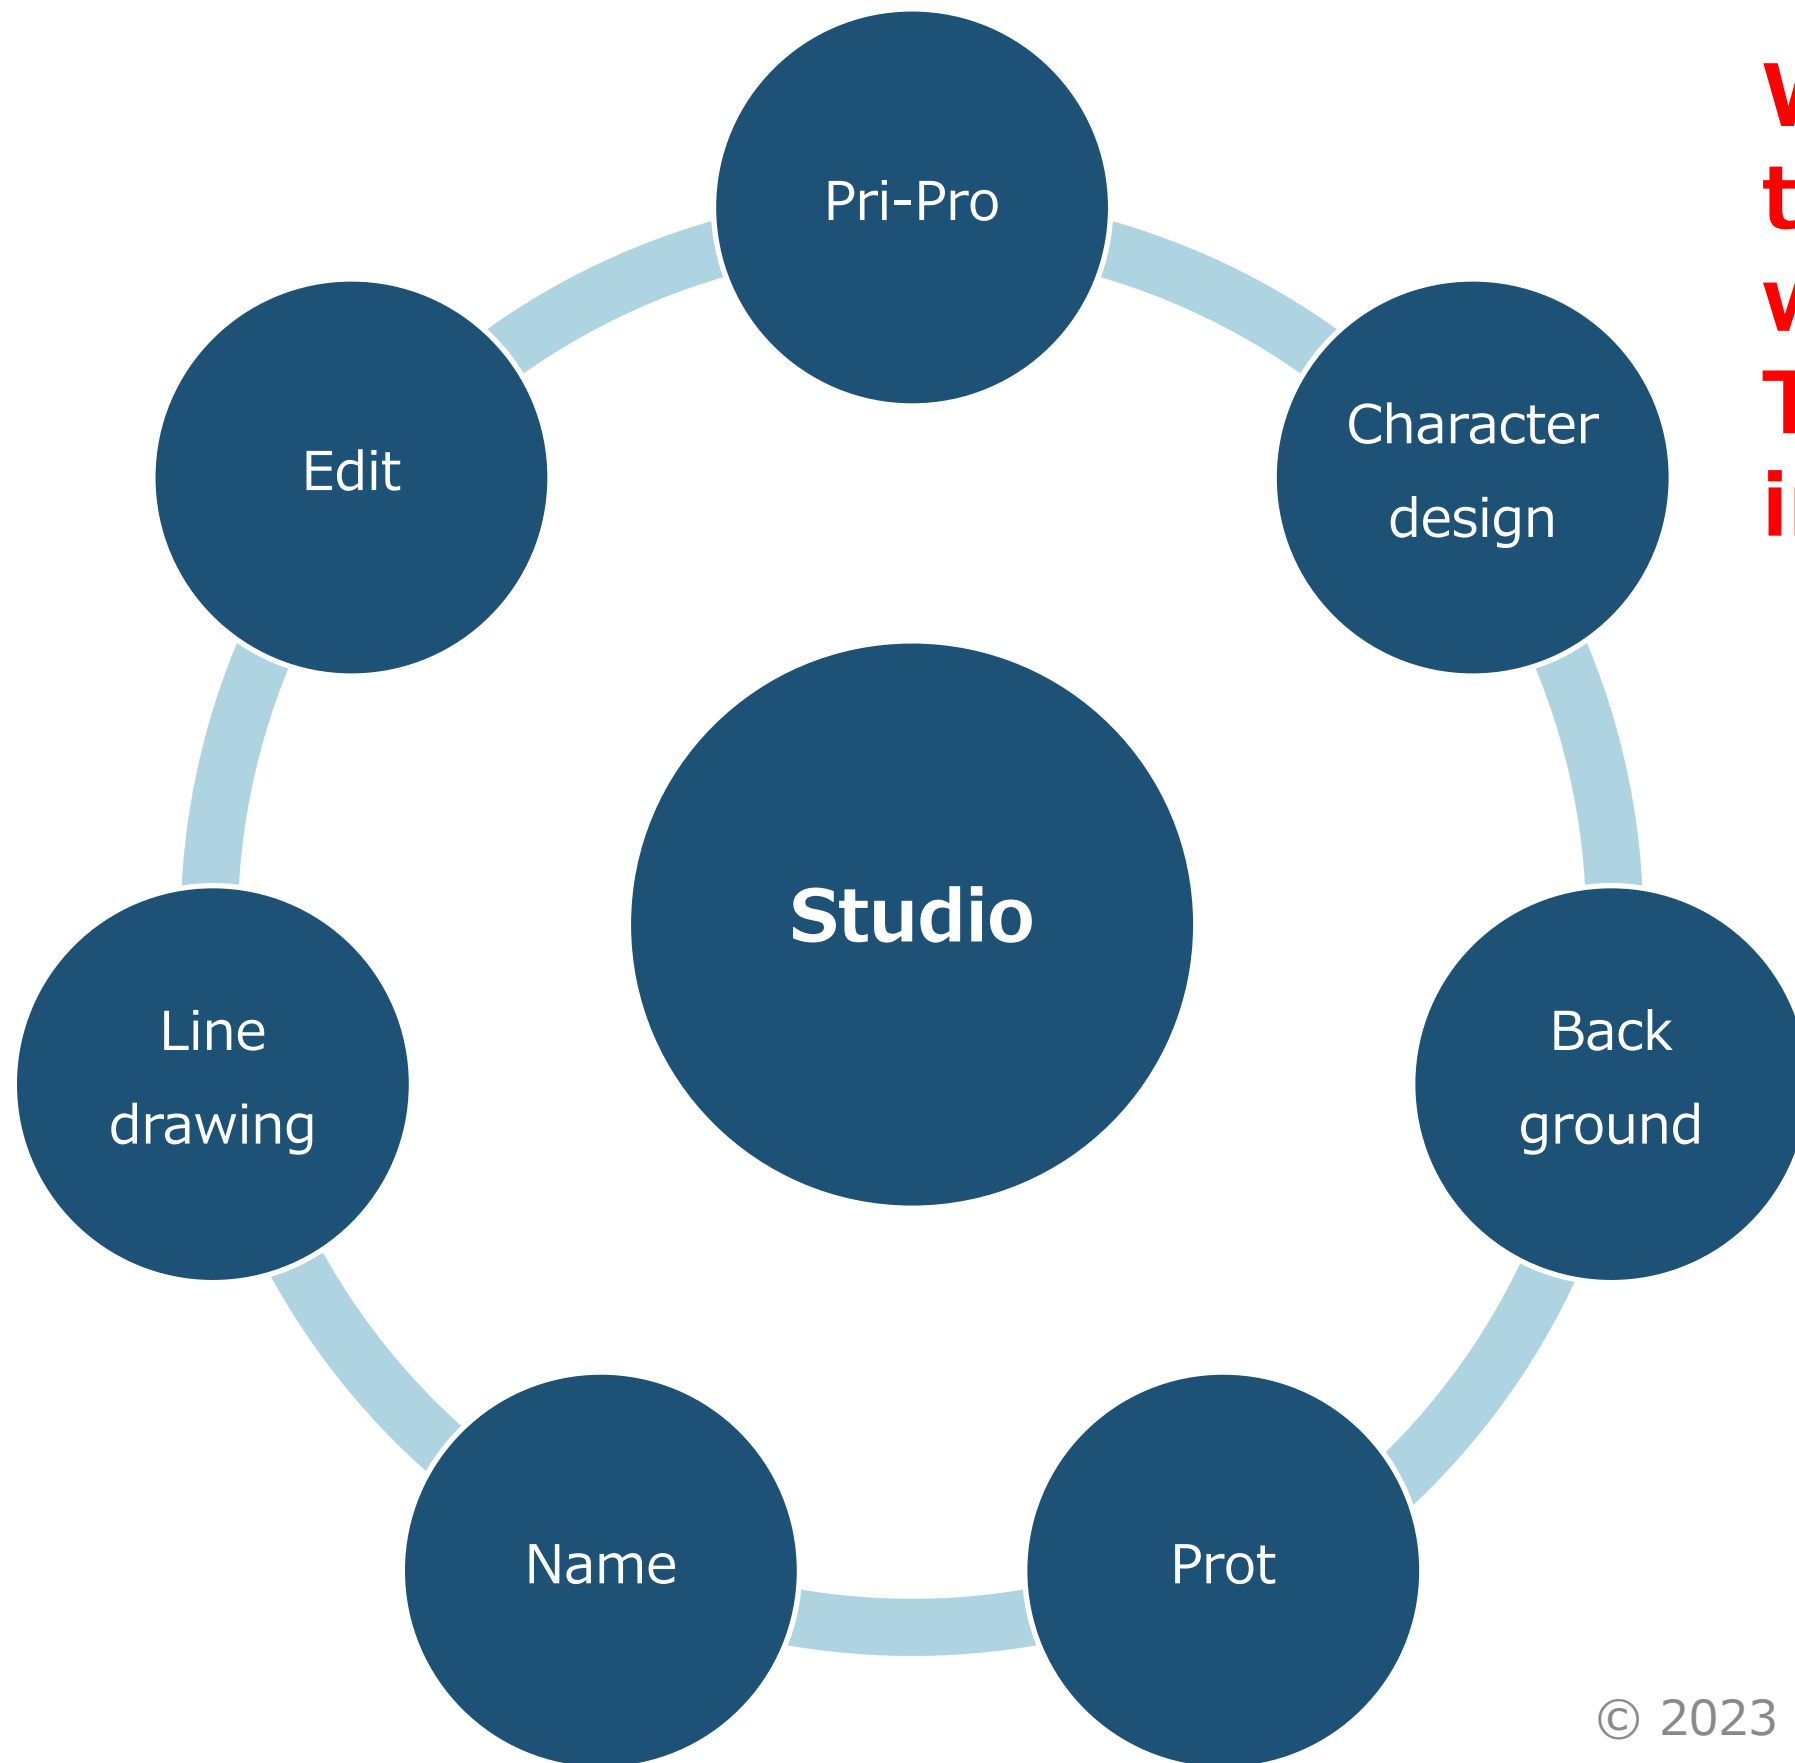 Pri-Pro
Character
design
Edit
Studio
Line
drawing
Back
ground
Name
Prot
© 2023